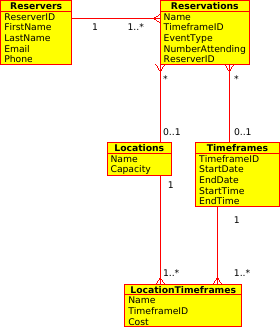 Reservers
ReserverID
FirstName
LastName
Email
Phone
1
1..*
Reservations
Name
TimeframeID
EventType
NumberAttending
ReserverID
*
*
0..1
0..1
Locations
Name
Capacity
Timeframes
TimeframeID
StartDate
EndDate
StartTime
EndTime
1
1
1..*
1..*
LocationTimeframes
Name
TimeframeID
Cost